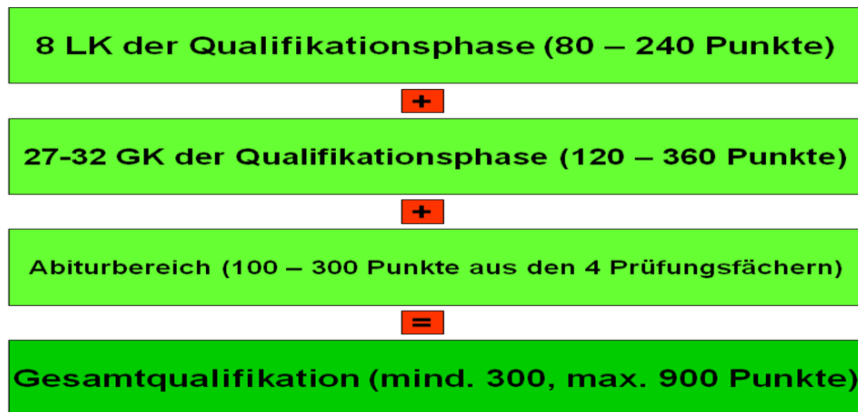 8 LK der Qualifikationsphase (80 – 240 Punkte)
+
27-32 GK der Qualifikationsphase (120 – 360 Punkte)
+
Abiturbereich (100 – 300 Punkte aus den 4 Prüfungsfächern)
=
Gesamtqualifikation (mind. 300, max. 900 Punkte)